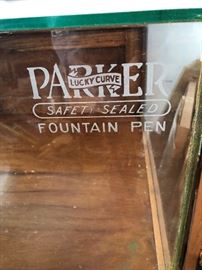 PARKER
LUCKY CURVE
SAFETY SEALED
FOUNTAIN PEN